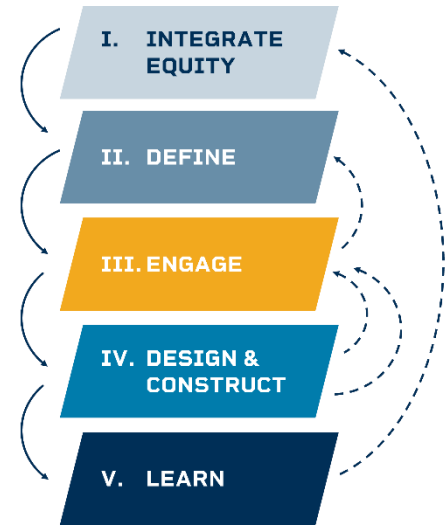 I. INTEGRATE
EQUITY
II. DEFINE
III. ENGAGE
IV. DESIGN &
CONSTRUCT
V. LEARN